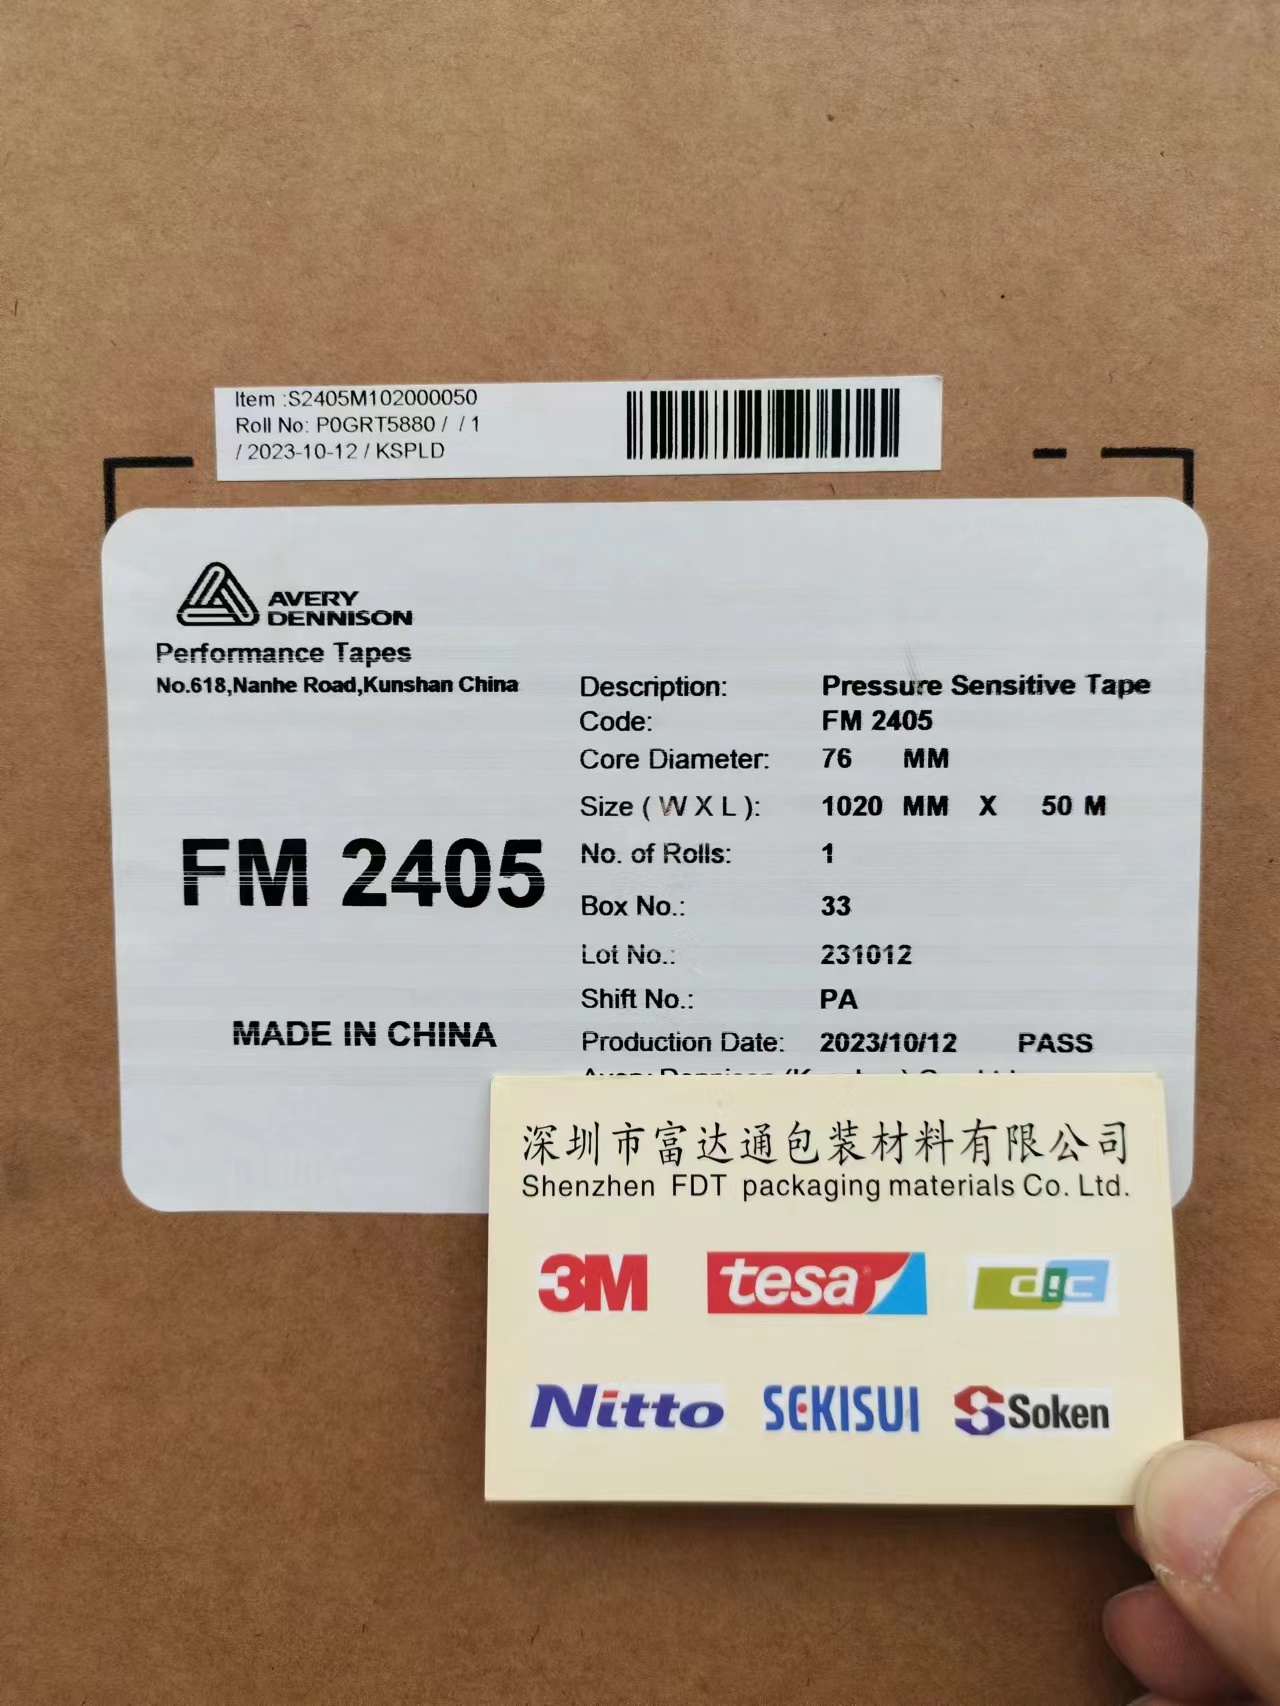 Item :S2405M102000050
Roll No: P0GRT5880 / / 1
/ 2023-10-12 / KSPLD
AVERY
DENNISON
Performance Tapes
No.618,Nanhe Road,Kunshan China
Description: Pressure Sensitive Tape
Code: FM 2405
Core Diameter: 76 MM
Size ( W X L ): 1020 MM X 50 M
No. of Rolls: 1
FM 2405
Box No.: 33
Lot No.: 231012
Shift No.: PA
MADE IN CHINA
Production Date: 2023/10/12 PASS
深圳市富达通包装材料有限公司
Shenzhen FDT packaging materials Co. Ltd.
3M tesa® dgc
Nitto SEKISUI Soken